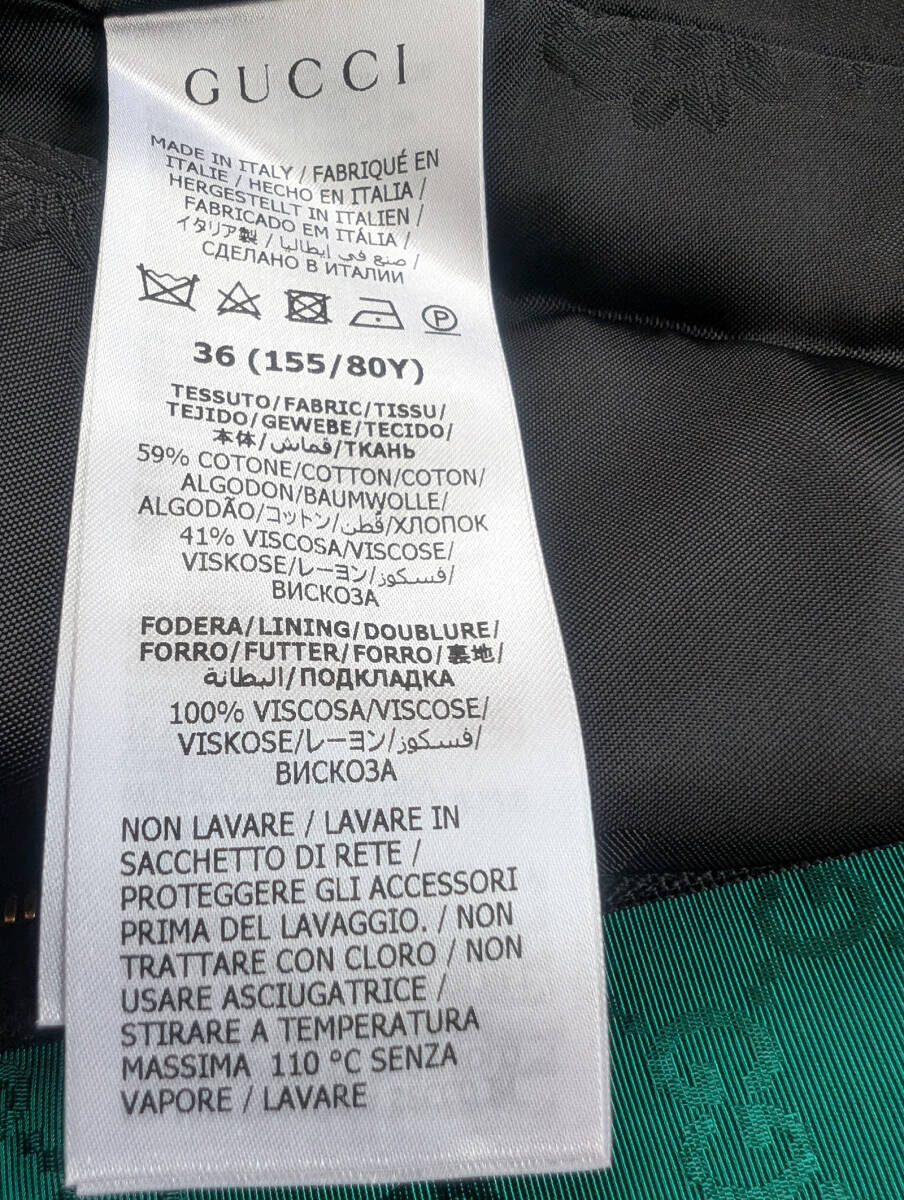 GUCCI
MADE IN ITALY / FABRIQUÉ EN
ITALIE / HECHO EN ITALIA /
HERGESTELLT IN ITALIEN /
FABRICADO EM ITÁLIA /
イタリア製 / صنع في ايطاليا /
СДЕЛАНО В ИТАЛИИ
P
36 (155/80Y)
TESSUTO/FABRIC/TISSU/
TEJIDO/GEWEBE/TECIDO/
本体/قماش/ТКАНЬ
59% COTONE/COTTON/COTON/
ALGODON/BAUMWOLLE/
ALGODÃO/コットン/قطن/ХЛОПОК
41% VISCOSA/VISCOSE/
VISKOSE/レーヨン/فسكوز/
ВИСКОЗА
FODERA/LINING/DOUBLURE/
FORRO/FUTTER/FORRO/裏地/
البطانة/ПОДКЛАДКА
100% VISCOSA/VISCOSE/
VISKOSE/レーヨン/فسكوز/
ВИСКОЗА
NON LAVARE / LAVARE IN
SACCHETTO DI RETE /
PROTEGGERE GLI ACCESSORI
PRIMA DEL LAVAGGIO. / NON
TRATTARE CON CLORO / NON
USARE ASCIUGATRICE /
STIRARE A TEMPERATURA
MASSIMA 110 °C SENZA
VAPORE / LAVARE